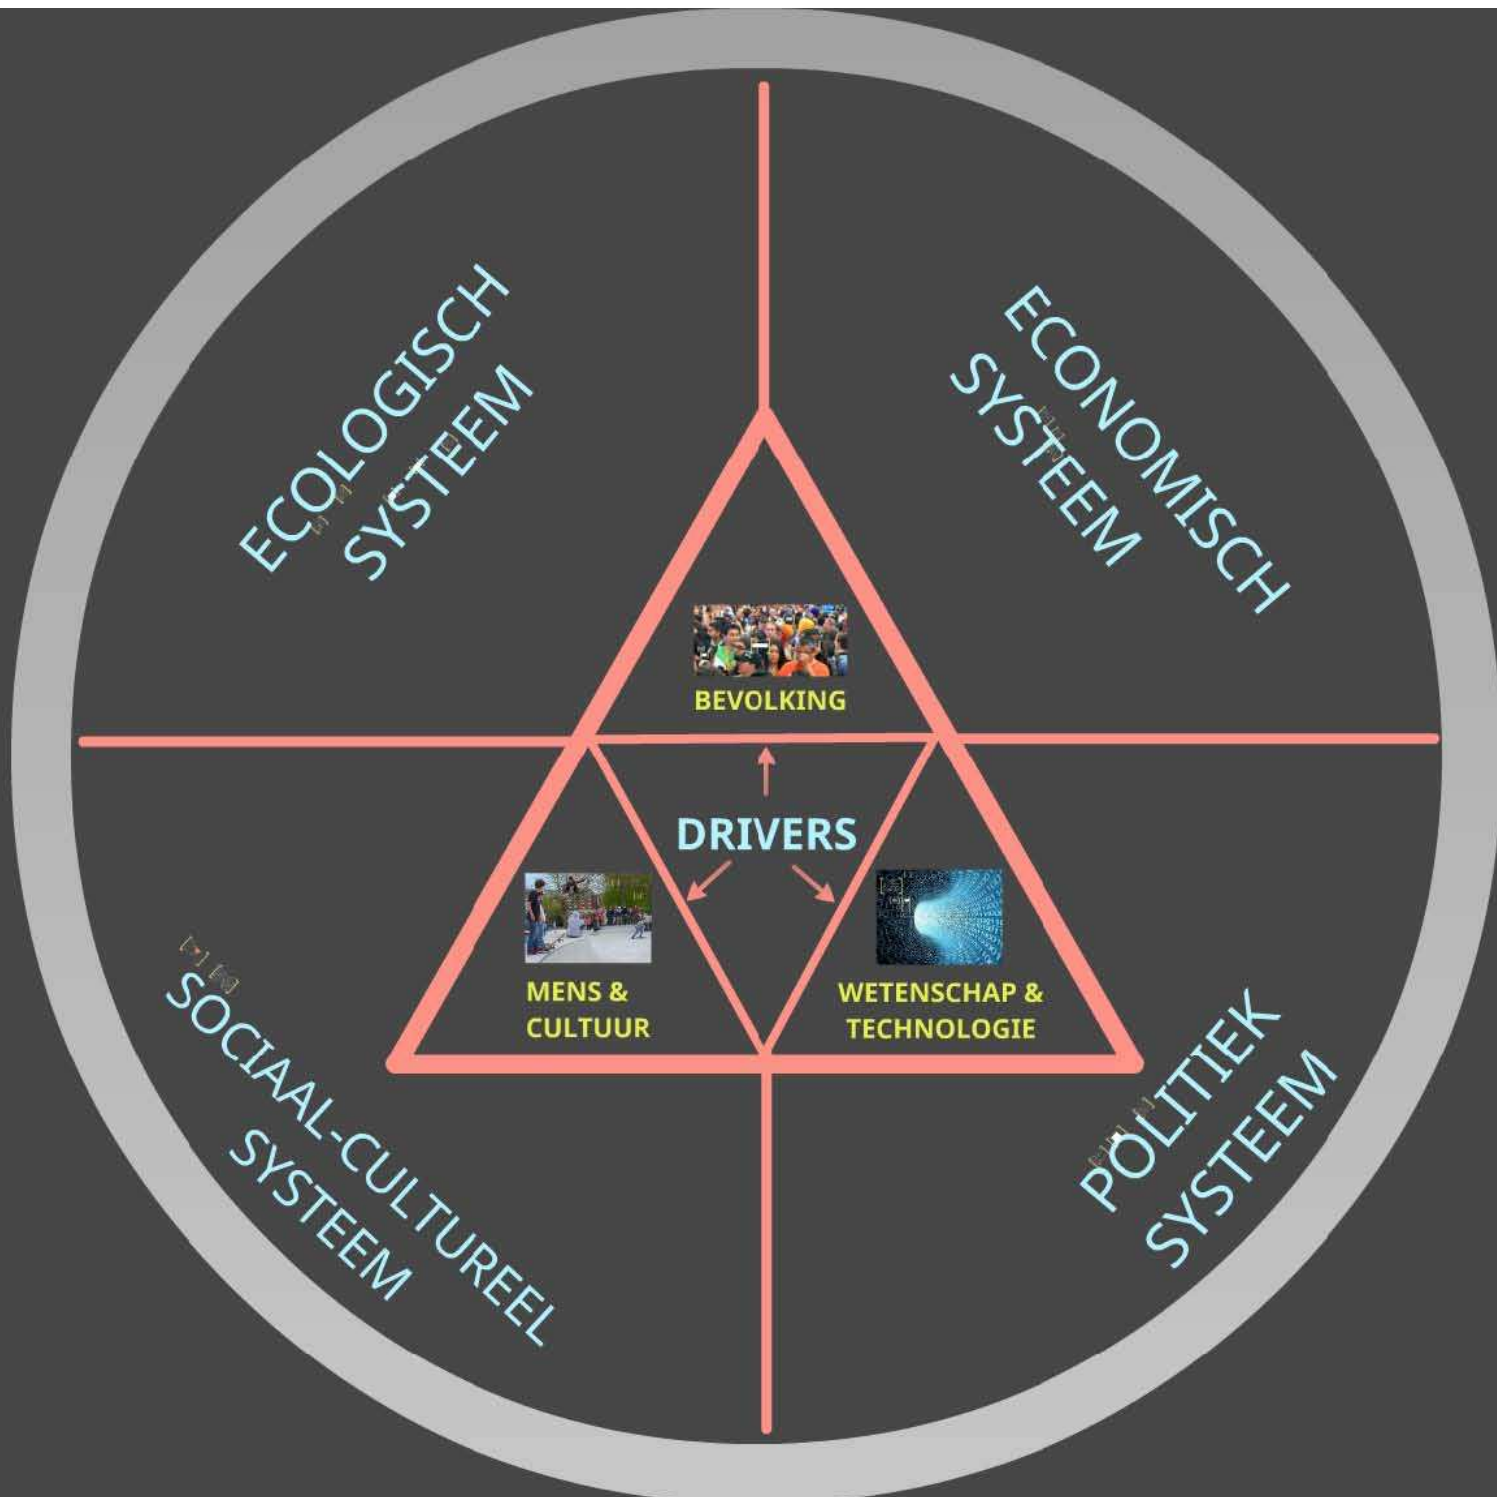 ECOLOGISCH
SYSTEEM
ECONOMISCH
SYSTEEM
BEVOLKING
DRIVERS
MENS &
CULTUUR
WETENSCHAP &
TECHNOLOGIE
SOCIAAL-CULTUREEL
SYSTEEM
POLITIEK
SYSTEEM